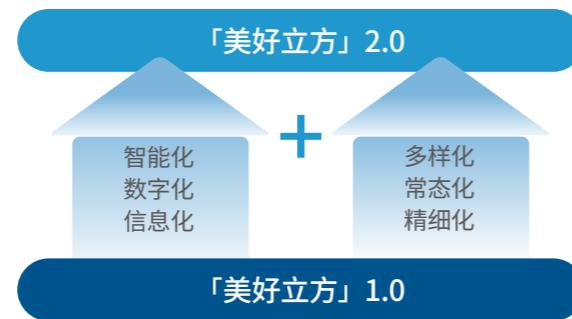 「美好立方」2.0
+
智能化
数字化
信息化
多样化
常态化
精细化
「美好立方」1.0